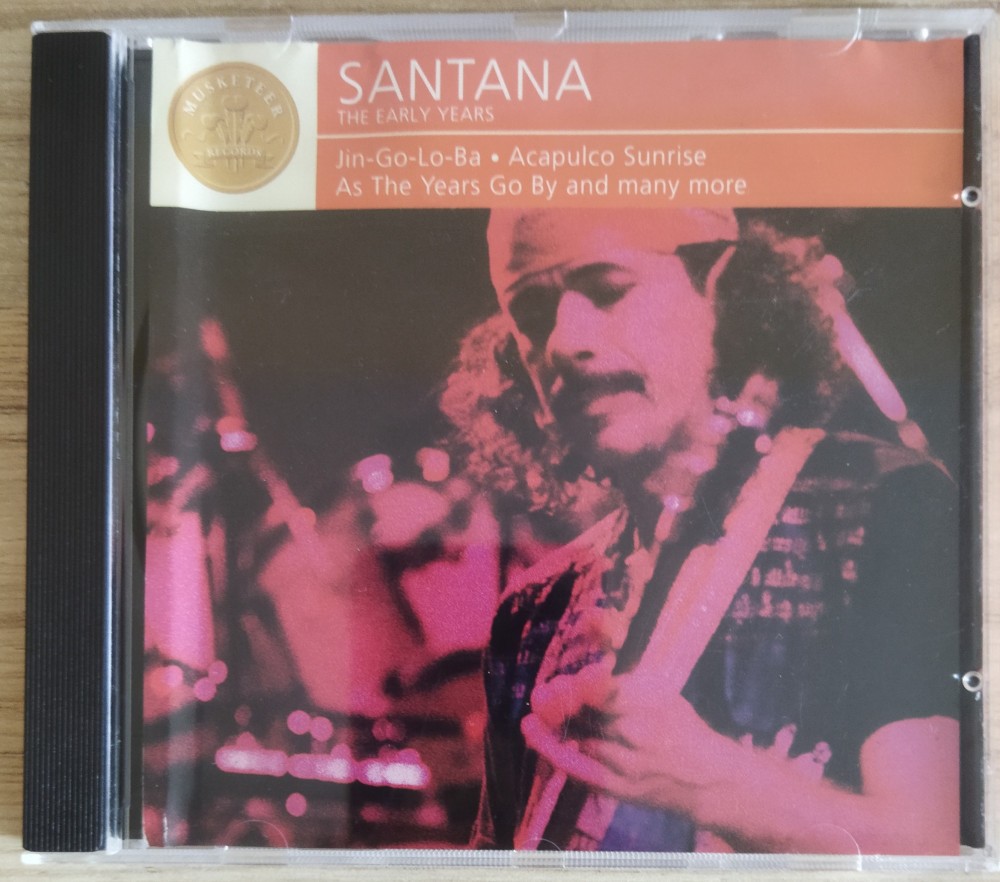 MUSKETEER
RECORDS
SANTANA
THE EARLY YEARS
Jin-Go-Lo-Ba • Acapulco Sunrise
As The Years Go By and many more